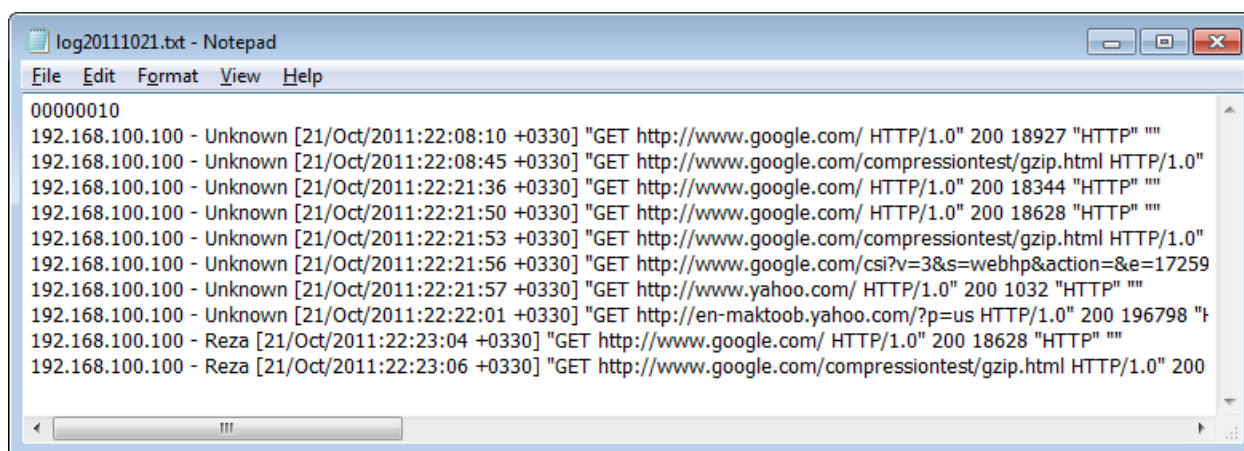 log20111021.txt - Notepad
File Edit Format View Help
00000010
192.168.100.100 - Unknown [21/Oct/2011:22:08:10 +0330] "GET http://www.google.com/ HTTP/1.0" 200 18927 "HTTP" ""
192.168.100.100 - Unknown [21/Oct/2011:22:08:45 +0330] "GET http://www.google.com/compressiontest/gzip.html HTTP/1.0"
192.168.100.100 - Unknown [21/Oct/2011:22:21:36 +0330] "GET http://www.google.com/ HTTP/1.0" 200 18344 "HTTP" ""
192.168.100.100 - Unknown [21/Oct/2011:22:21:50 +0330] "GET http://www.google.com/ HTTP/1.0" 200 18628 "HTTP" ""
192.168.100.100 - Unknown [21/Oct/2011:22:21:53 +0330] "GET http://www.google.com/compressiontest/gzip.html HTTP/1.0"
192.168.100.100 - Unknown [21/Oct/2011:22:21:56 +0330] "GET http://www.google.com/csi?v=3&s=webhp&action=&e=17259
192.168.100.100 - Unknown [21/Oct/2011:22:21:57 +0330] "GET http://www.yahoo.com/ HTTP/1.0" 200 1032 "HTTP" ""
192.168.100.100 - Unknown [21/Oct/2011:22:22:01 +0330] "GET http://en-maktoob.yahoo.com/?p=us HTTP/1.0" 200 196798
192.168.100.100 - Reza [21/Oct/2011:22:23:04 +0330] "GET http://www.google.com/ HTTP/1.0" 200 18628 "HTTP" ""
192.168.100.100 - Reza [21/Oct/2011:22:23:06 +0330] "GET http://www.google.com/compressiontest/gzip.html HTTP/1.0" 200